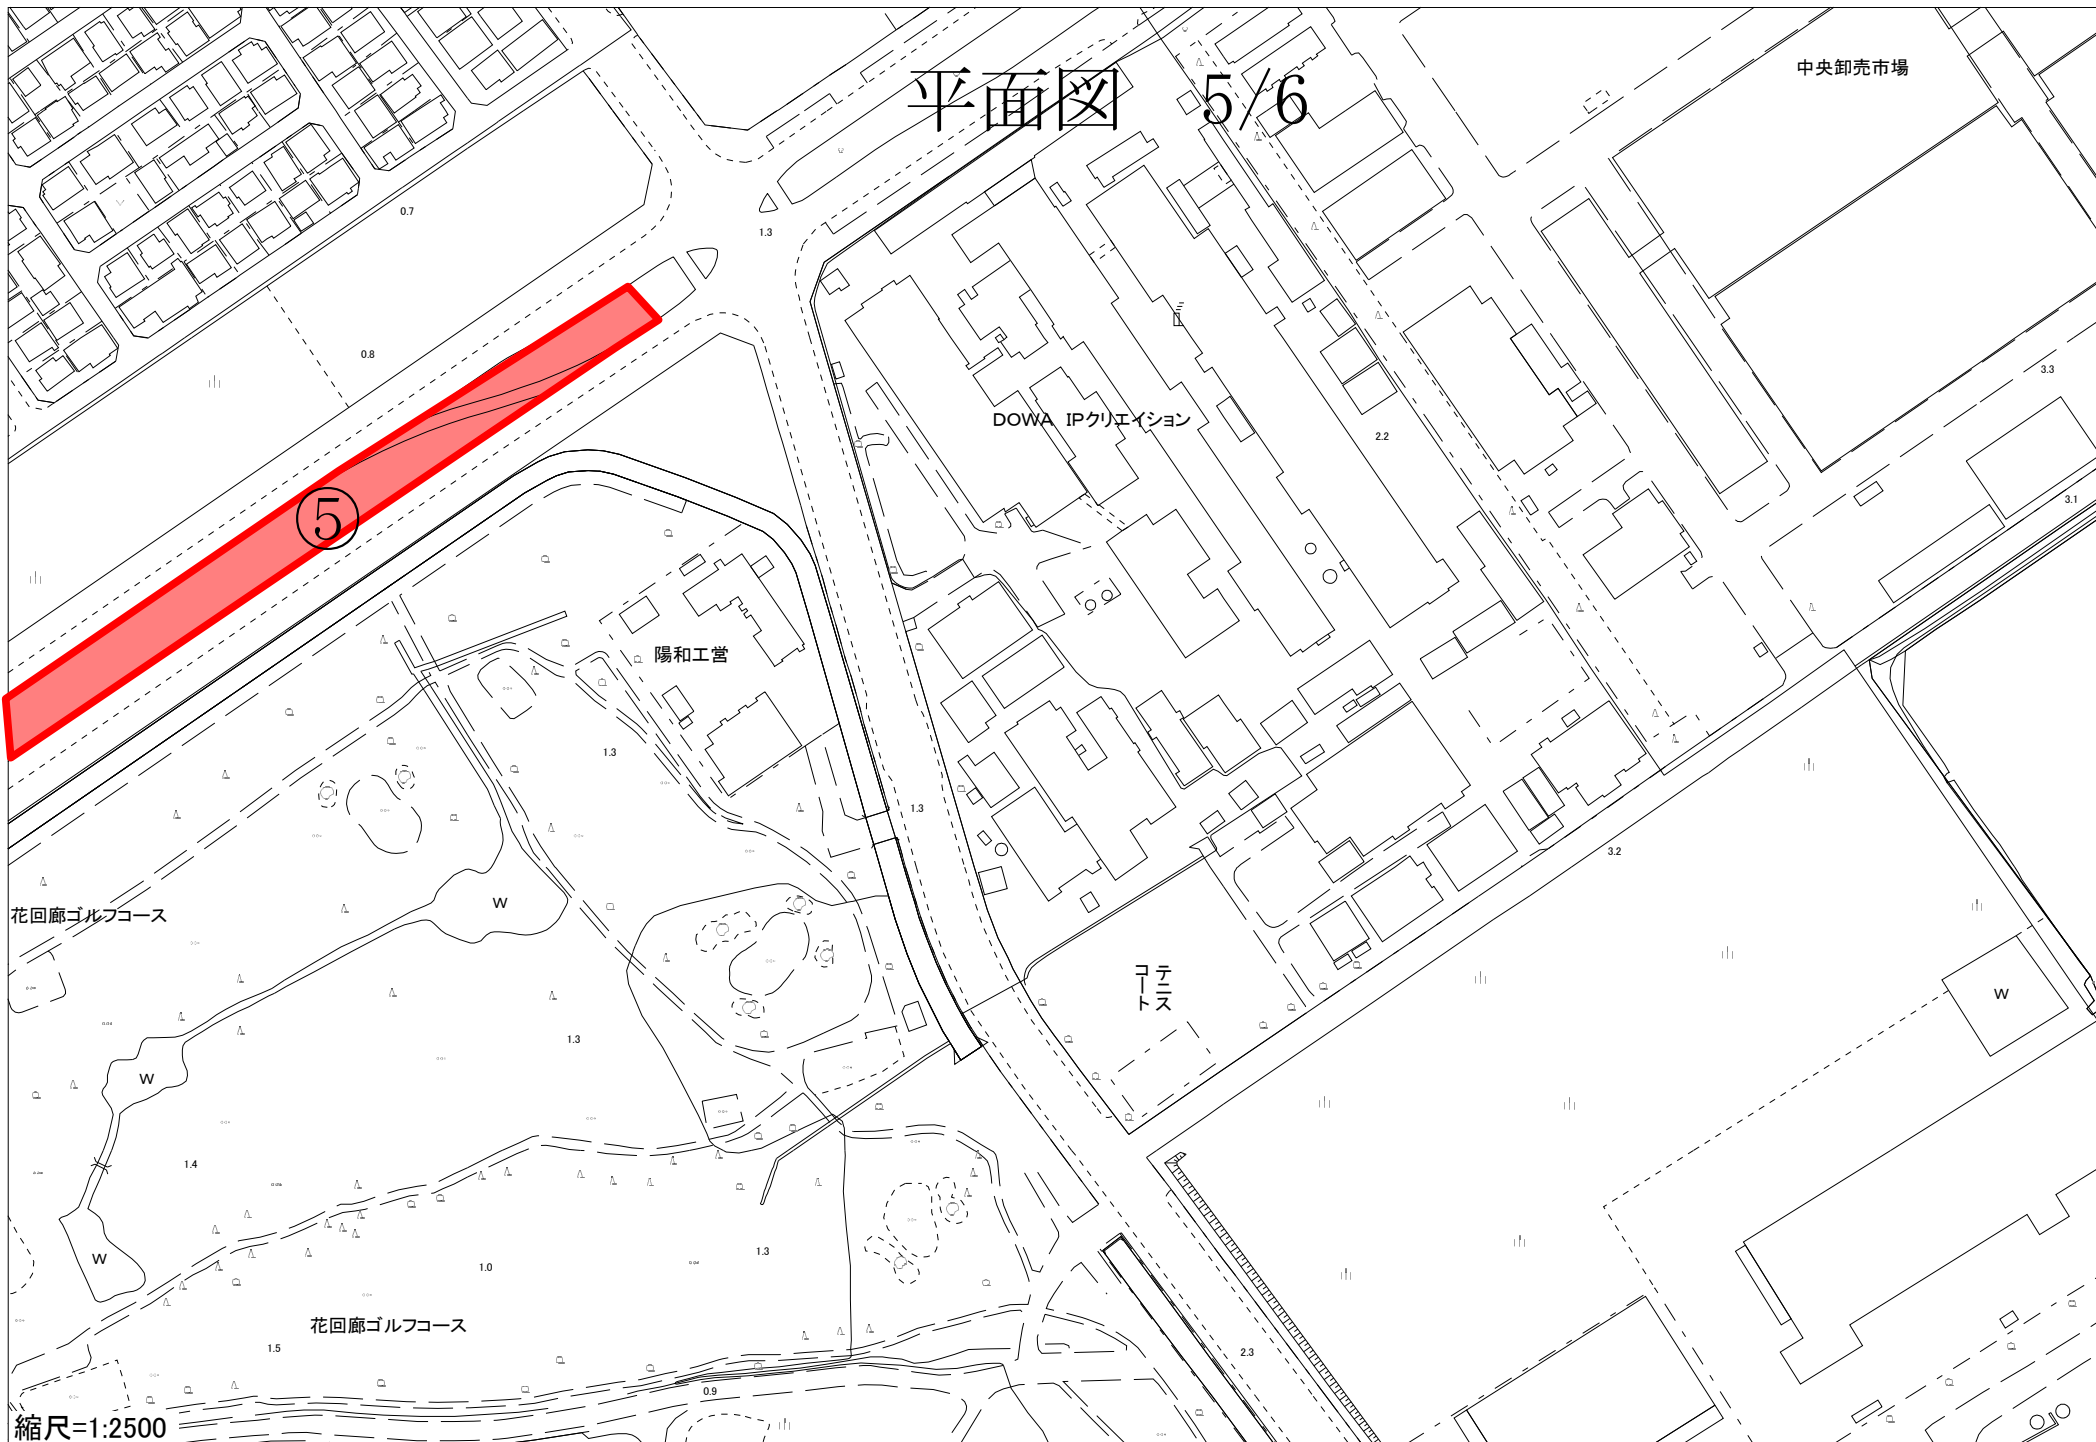 平面図 5/6
中央卸売市場
0.7
1.3
0.8
3.3
DOWA IPクリエイション
2.2
3.1
⑤
陽和工営
1.3
1.3
3.2
花回廊ゴルフコース
W
テニス
コート
W
1.3
W
1.4
W
1.3
1.0
花回廊ゴルフコース
1.5
2.3
0.9
縮尺=1:2500